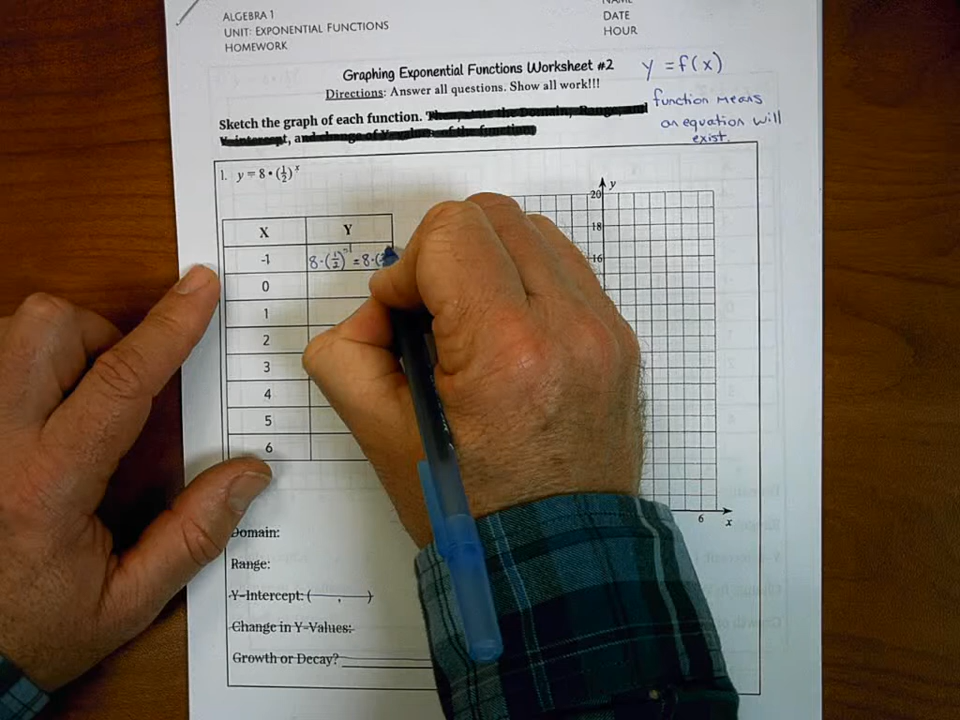 ALGEBRA 1
UNIT: EXPONENTIAL FUNCTIONS
HOMEWORK
DATE
HOUR
Graphing Exponential Functions Worksheet #2
y = f(x)
Directions: Answer all questions. Show all work!!!
function means
an equation will
exist.
Sketch the graph of each function.
1. y = 8 • (1/2)^x
X Y
-1 8·(1/2)^-1 = 8·(
0
1
2
3
4
5
6
y
20
18
16
6
x
Domain:
Range:
Y-Intercept: ( , )
Change in Y-Values:
Growth or Decay?